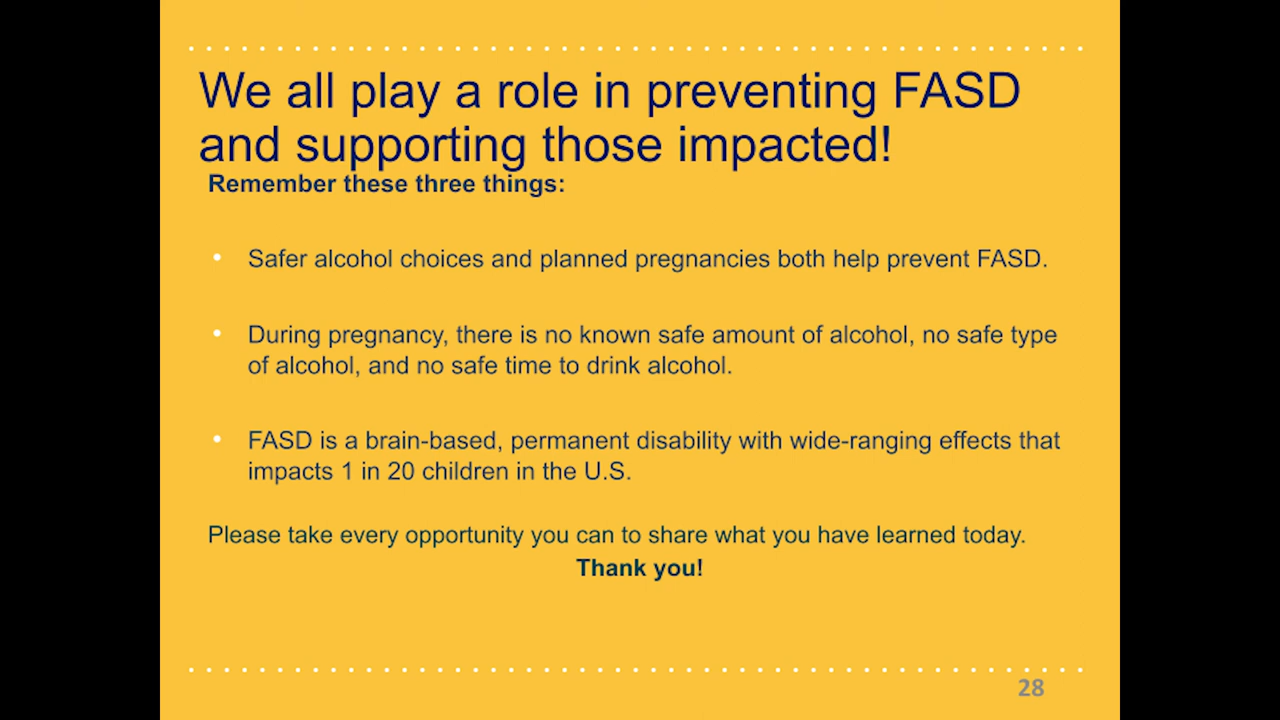 We all play a role in preventing FASD
and supporting those impacted!
Remember these three things:
• Safer alcohol choices and planned pregnancies both help prevent FASD.
• During pregnancy, there is no known safe amount of alcohol, no safe type
of alcohol, and no safe time to drink alcohol.
• FASD is a brain-based, permanent disability with wide-ranging effects that
impacts 1 in 20 children in the U.S.
Please take every opportunity you can to share what you have learned today.
Thank you!
28